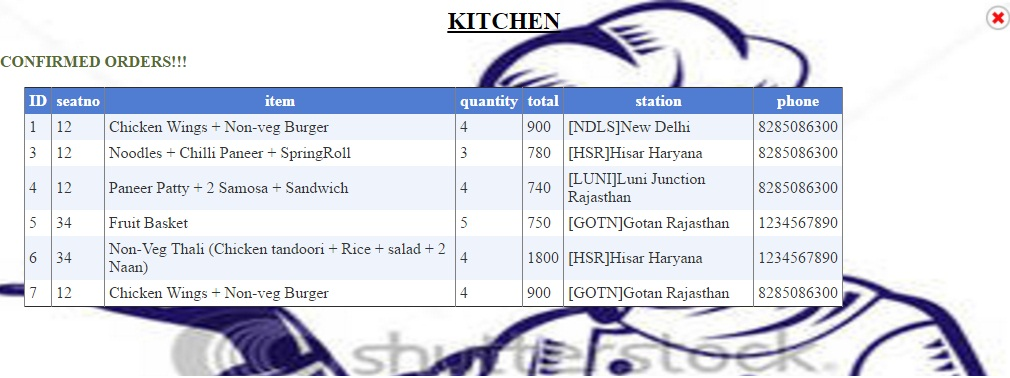 KITCHEN
CONFIRMED ORDERS!!!
ID seatno item quantity total station phone
1 12 Chicken Wings + Non-veg Burger 4 900 [NDLS]New Delhi 8285086300
3 12 Noodles + Chilli Paneer + SpringRoll 3 780 [HSR]Hisar Haryana 8285086300
4 12 Paneer Patty + 2 Samosa + Sandwich 4 740 [LUNI]Luni Junction
Rajasthan 8285086300
5 34 Fruit Basket 5 750 [GOTN]Gotan Rajasthan 1234567890
6 34 Non-Veg Thali (Chicken tandoori + Rice + salad + 2
Naan) 4 1800 [HSR]Hisar Haryana 1234567890
7 12 Chicken Wings + Non-veg Burger 4 900 [GOTN]Gotan Rajasthan 8285086300
shutterstock